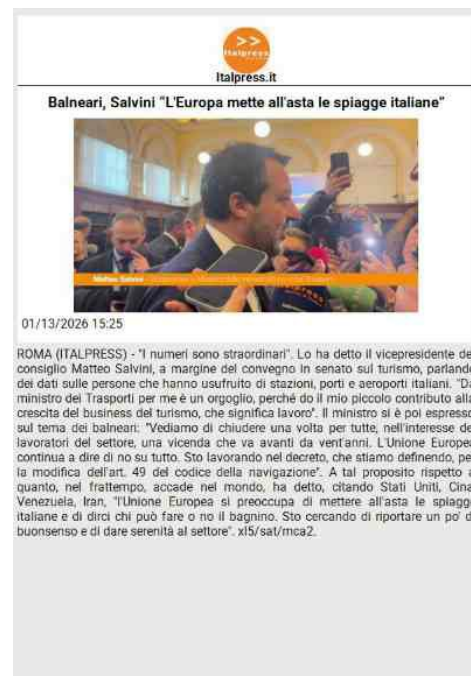 >>
Italpress
Italpress.it
Balneari, Salvini “L’Europa mette all’asta le spiagge italiane”
Matteo Salvini
01/13/2026 15:25
ROMA (ITALPRESS) - "I numeri sono straordinari". Lo ha detto il vicepresidente de
consiglio Matteo Salvini, a margine del convegno in senato sul turismo, parlando
dei dati sulle persone che hanno usufruito di stazioni, porti e aeroporti italiani. "Da
ministro dei Trasporti per me è un orgoglio, perché do il mio piccolo contributo alla
crescita del business del turismo, che significa lavoro". Il ministro si è poi espresso
sul tema dei balneari: "Vediamo di chiudere una volta per tutte, nell'interesse de
lavoratori del settore, una vicenda che va avanti da vent'anni. L'Unione Europea
continua a dire di no su tutto. Sto lavorando nel decreto, che stiamo definendo, pe
la modifica dell'art. 49 del codice della navigazione". A tal proposito rispetto a
quanto, nel frattempo, accade nel mondo, ha detto, citando Stati Uniti, Cina
Venezuela, Iran, "l'Unione Europea si preoccupa di mettere all'asta le spiagge
italiane e di dirci chi può fare o no il bagnino. Sto cercando di riportare un po' d
buonsenso e di dare serenità al settore". xl5/sat/mca2.